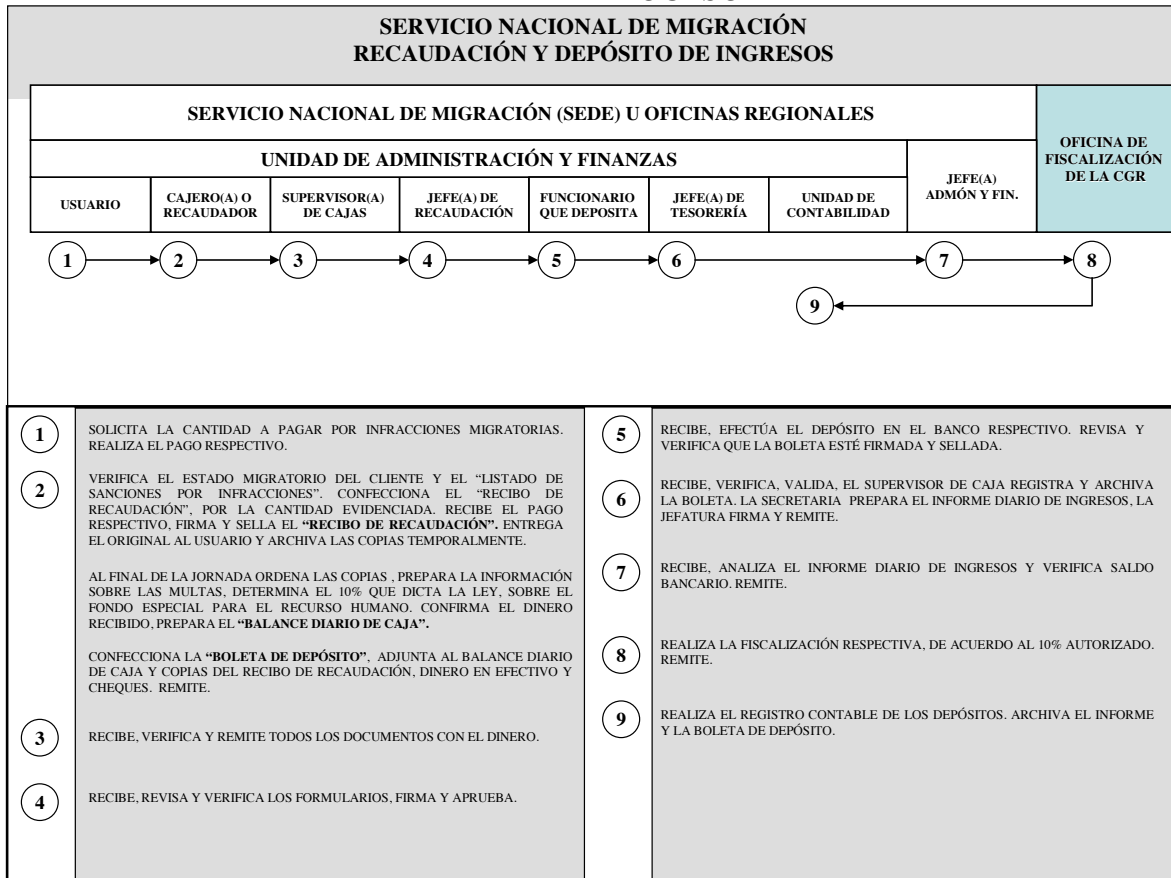 SERVICIO NACIONAL DE MIGRACIÓN
RECAUDACIÓN Y DEPÓSITO DE INGRESOS
SERVICIO NACIONAL DE MIGRACIÓN (SEDE) U OFICINAS REGIONALES
OFICINA DE
FISCALIZACIÓN
DE LA CGR
UNIDAD DE ADMINISTRACIÓN Y FINANZAS
JEFE(A)
ADMÓN Y FIN.
USUARIO
CAJERO(A) O
RECAUDADOR
SUPERVISOR(A)
DE CAJAS
JEFE(A) DE
RECAUDACIÓN
FUNCIONARIO
QUE DEPOSITA
JEFE(A) DE
TESORERÍA
UNIDAD DE
CONTABILIDAD
1
2
3
4
5
6
7
8
9
1
SOLICITA LA CANTIDAD A PAGAR POR INFRACCIONES MIGRATORIAS.
REALIZA EL PAGO RESPECTIVO.
2
VERIFICA EL ESTADO MIGRATORIO DEL CLIENTE Y EL “LISTADO DE
SANCIONES POR INFRACCIONES”. CONFECCIONA EL “RECIBO DE
RECAUDACIÓN”, POR LA CANTIDAD EVIDENCIADA. RECIBE EL PAGO
RESPECTIVO, FIRMA Y SELLA EL “RECIBO DE RECAUDACIÓN”. ENTREGA
EL ORIGINAL AL USUARIO Y ARCHIVA LAS COPIAS TEMPORALMENTE.
AL FINAL DE LA JORNADA ORDENA LAS COPIAS , PREPARA LA INFORMACIÓN
SOBRE LAS MULTAS, DETERMINA EL 10% QUE DICTA LA LEY, SOBRE EL
FONDO ESPECIAL PARA EL RECURSO HUMANO. CONFIRMA EL DINERO
RECIBIDO, PREPARA EL “BALANCE DIARIO DE CAJA”.
CONFECCIONA LA “BOLETA DE DEPÓSITO”, ADJUNTA AL BALANCE DIARIO
DE CAJA Y COPIAS DEL RECIBO DE RECAUDACIÓN, DINERO EN EFECTIVO Y
CHEQUES. REMITE.
3
RECIBE, VERIFICA Y REMITE TODOS LOS DOCUMENTOS CON EL DINERO.
4
RECIBE, REVISA Y VERIFICA LOS FORMULARIOS, FIRMA Y APRUEBA.
5
RECIBE, EFECTÚA EL DEPÓSITO EN EL BANCO RESPECTIVO. REVISA Y
VERIFICA QUE LA BOLETA ESTÉ FIRMADA Y SELLADA.
6
RECIBE, VERIFICA, VALIDA, EL SUPERVISOR DE CAJA REGISTRA Y ARCHIVA
LA BOLETA. LA SECRETARIA PREPARA EL INFORME DIARIO DE INGRESOS, LA
JEFATURA FIRMA Y REMITE.
7
RECIBE, ANALIZA EL INFORME DIARIO DE INGRESOS Y VERIFICA SALDO
BANCARIO. REMITE.
8
REALIZA LA FISCALIZACIÓN RESPECTIVA, DE ACUERDO AL 10% AUTORIZADO.
REMITE.
9
REALIZA EL REGISTRO CONTABLE DE LOS DEPÓSITOS. ARCHIVA EL INFORME
Y LA BOLETA DE DEPÓSITO.